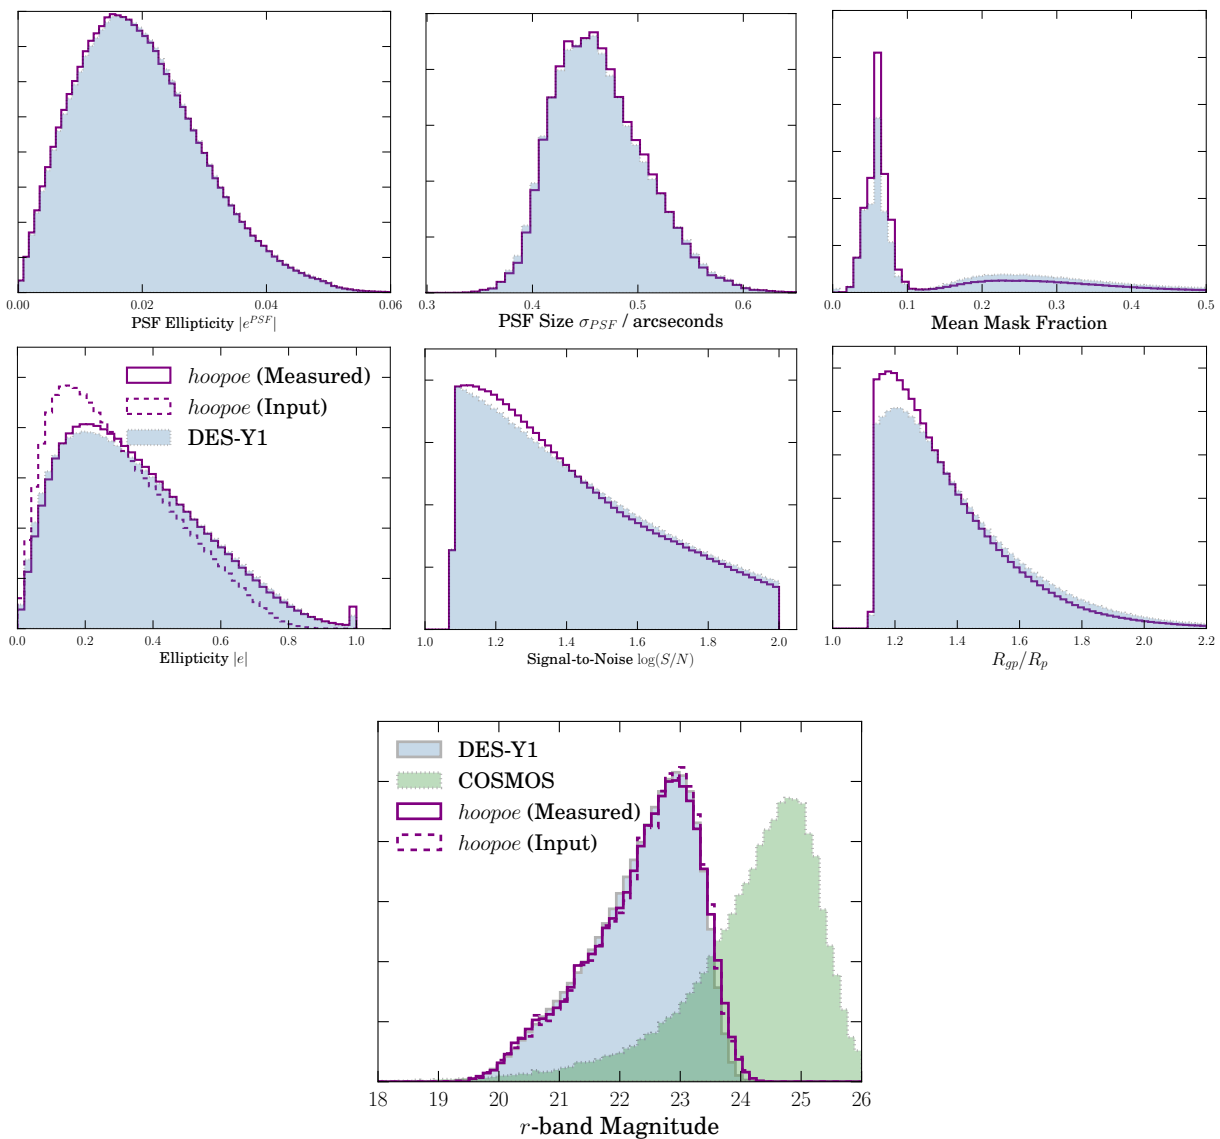 0.00 0.02 0.04 0.06
PSF Ellipticity |e^{PSF}|
0.3 0.4 0.5 0.6
PSF Size σ_{PSF} / arcseconds
0.0 0.1 0.2 0.3 0.4 0.5
Mean Mask Fraction
hoopoe (Measured)
hoopoe (Input)
DES-Y1
0.0 0.2 0.4 0.6 0.8 1.0
Ellipticity |e|
1.0 1.2 1.4 1.6 1.8 2.0
Signal-to-Noise log(S/N)
1.0 1.2 1.4 1.6 1.8 2.0 2.2
R_{gp}/R_p
DES-Y1
COSMOS
hoopoe (Measured)
hoopoe (Input)
18 19 20 21 22 23 24 25 26
r-band Magnitude